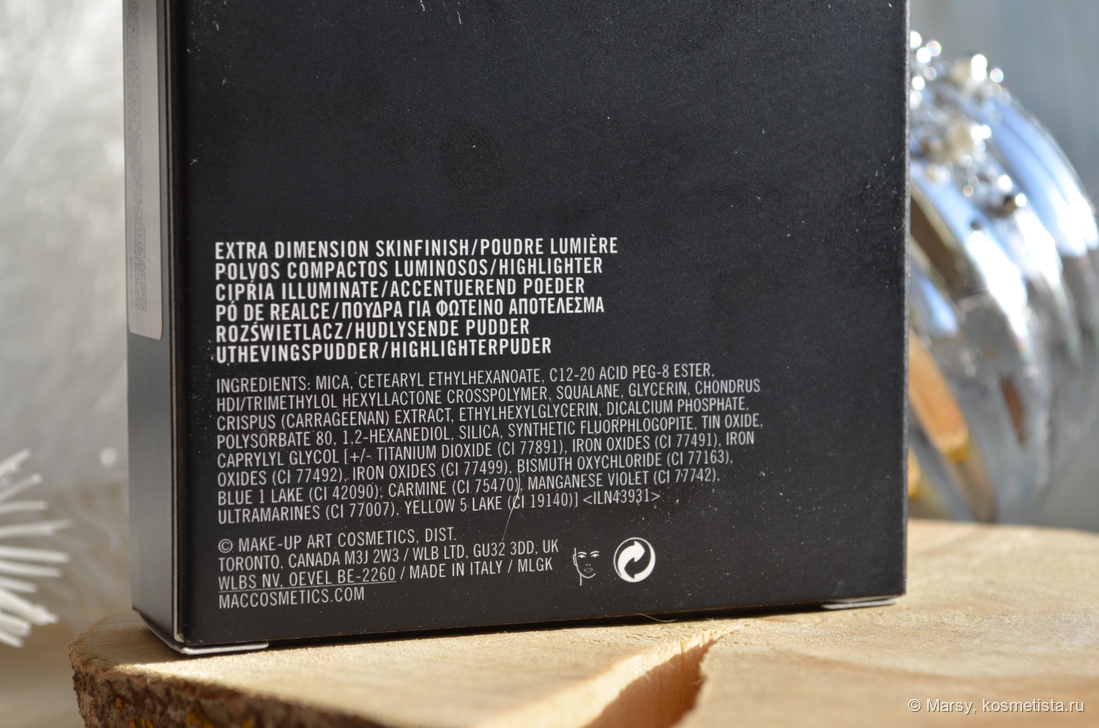 EXTRA DIMENSION SKINFINISH/POUDRE LUMIÈRE
POLVOS COMPACTOS LUMINOSOS/HIGHLIGHTER
CIPRIA ILLUMINATE/ACCENTUEREND POEDER
PÓ DE REALCE/ΠΟΥΔΡΑ ΓΙΑ ΦΩΤΕΙΝΟ ΑΠΟΤΕΛΕΣΜΑ
ROZŚWIETLACZ/HUDLYSENDE PUDDER
UTHEVINGSPUDDER/HIGHLIGHTERPUDER
INGREDIENTS: MICA, CETEARYL ETHYLHEXANOATE, C12-20 ACID PEG-8 ESTER,
HDI/TRIMETHYLOL HEXYLLACTONE CROSSPOLYMER, SQUALANE, GLYCERIN, CHONDRUS
CRISPUS (CARRAGEENAN) EXTRACT, ETHYLHEXYLGLYCERIN, DICALCIUM PHOSPHATE,
POLYSORBATE 80, 1,2-HEXANEDIOL, SILICA, SYNTHETIC FLUORPHLOGOPITE, TIN OXIDE,
CAPRYLYL GLYCOL [+/- TITANIUM DIOXIDE (CI 77891), IRON OXIDES (CI 77491), IRON
OXIDES (CI 77492), IRON OXIDES (CI 77499), BISMUTH OXYCHLORIDE (CI 77163),
BLUE 1 LAKE (CI 42090), CARMINE (CI 75470), MANGANESE VIOLET (CI 77742),
ULTRAMARINES (CI 77007), YELLOW 5 LAKE (CI 19140)] <ILN43931>
© MAKE-UP ART COSMETICS, DIST.
TORONTO, CANADA M3J 2W3 / WLB LTD, GU32 3DD, UK
WLBS NV, OEVEL BE-2260 / MADE IN ITALY / MLGK
MACCOSMETICS.COM
© Marsy, kosmetista.ru